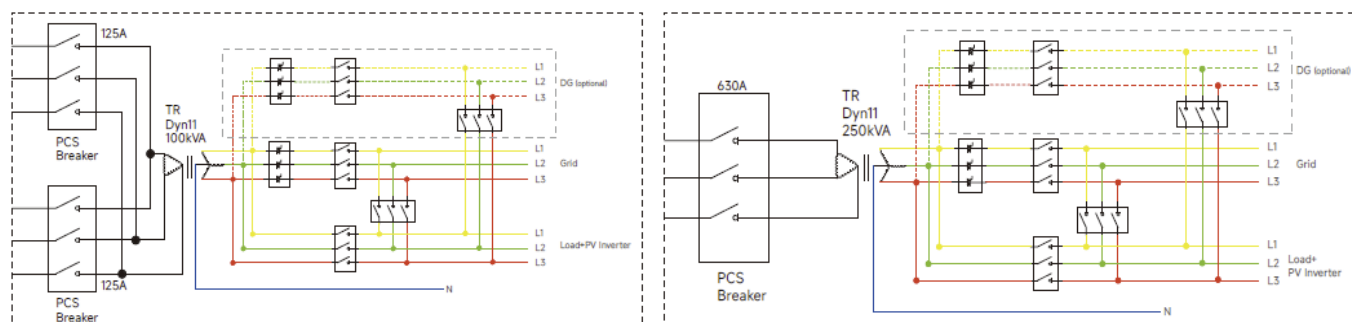 125A
PCS
Breaker
125A
PCS
Breaker
TR
Dyn11
100kVA
L1
L2
L3
DG (optional)
L1
L2
L3
Grid
L1
L2
L3
Load+PV Inverter
N
630A
PCS
Breaker
TR
Dyn11
250kVA
L1
L2
L3
DG (optional)
L1
L2
L3
Grid
L1
L2
L3
Load+
PV Inverter
N